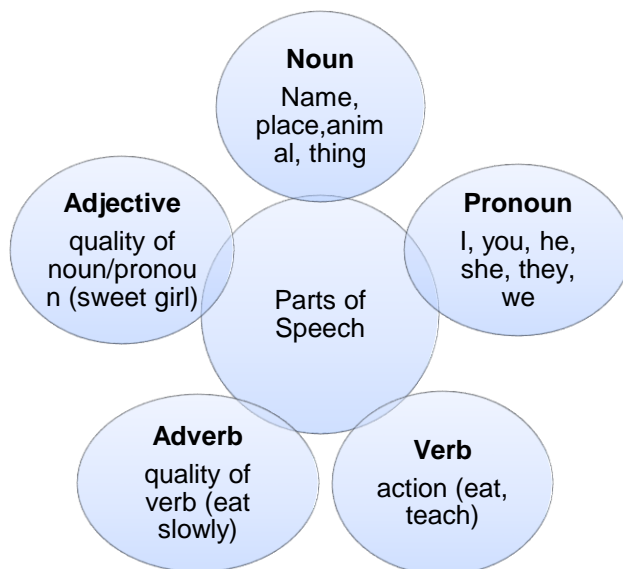 Noun
Name,
place,anim
al, thing
Adjective
quality of
noun/pronou
n (sweet girl)
Pronoun
I, you, he,
she, they,
we
Parts of
Speech
Adverb
quality of
verb (eat
slowly)
Verb
action (eat,
teach)